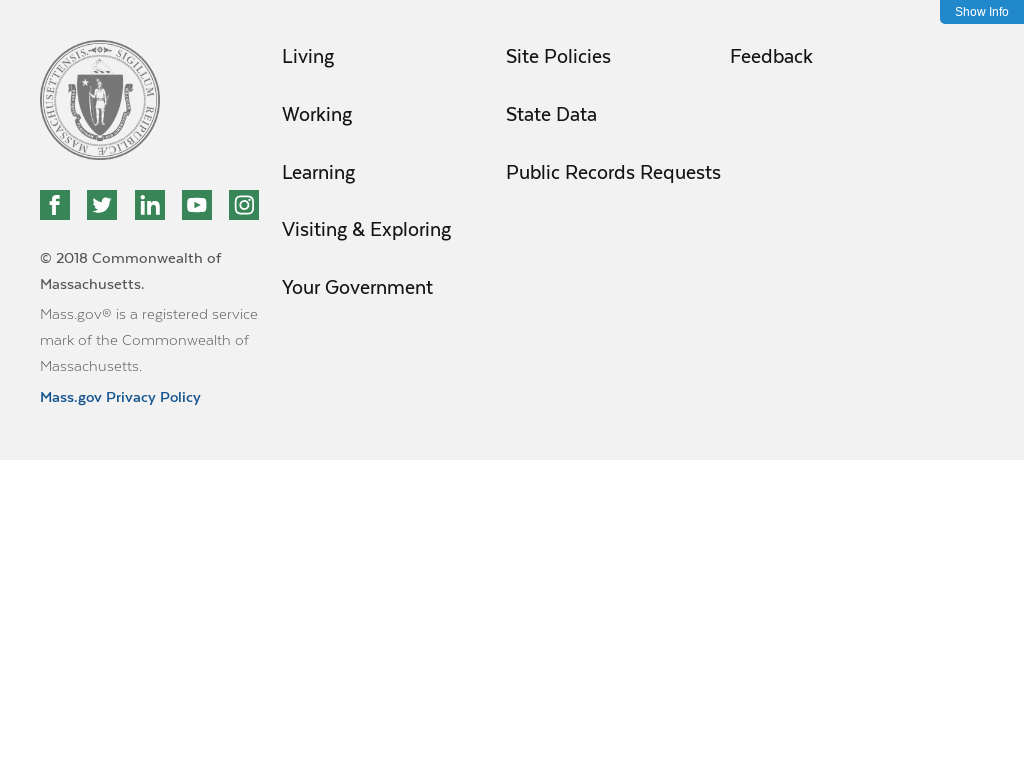 Show Info
SIGILLUM REIPUBLICÆ MASSACHUSETTENSIS.
© 2018 Commonwealth of
Massachusetts.
Mass.gov® is a registered service
mark of the Commonwealth of
Massachusetts.
Mass.gov Privacy Policy
Living
Working
Learning
Visiting & Exploring
Your Government
Site Policies
State Data
Public Records Requests
Feedback